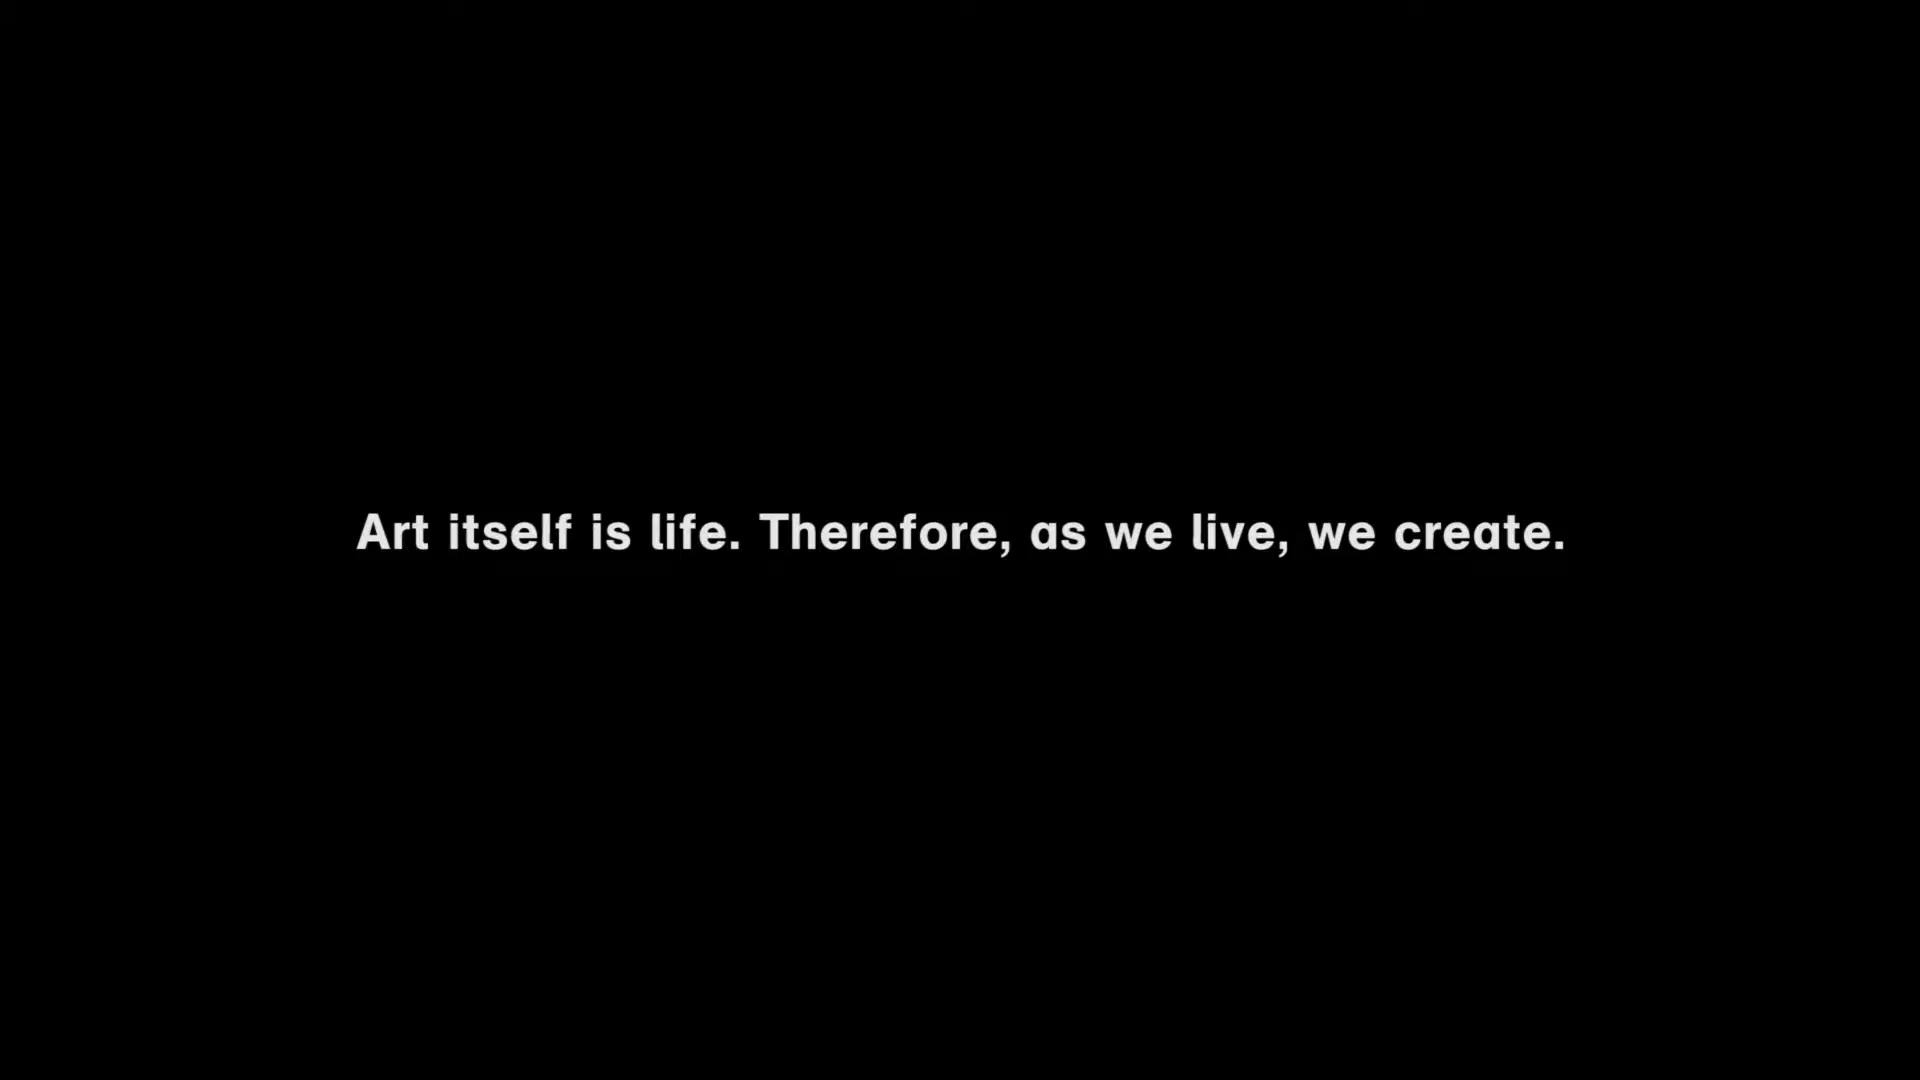 Art itself is life. Therefore, as we live, we create.